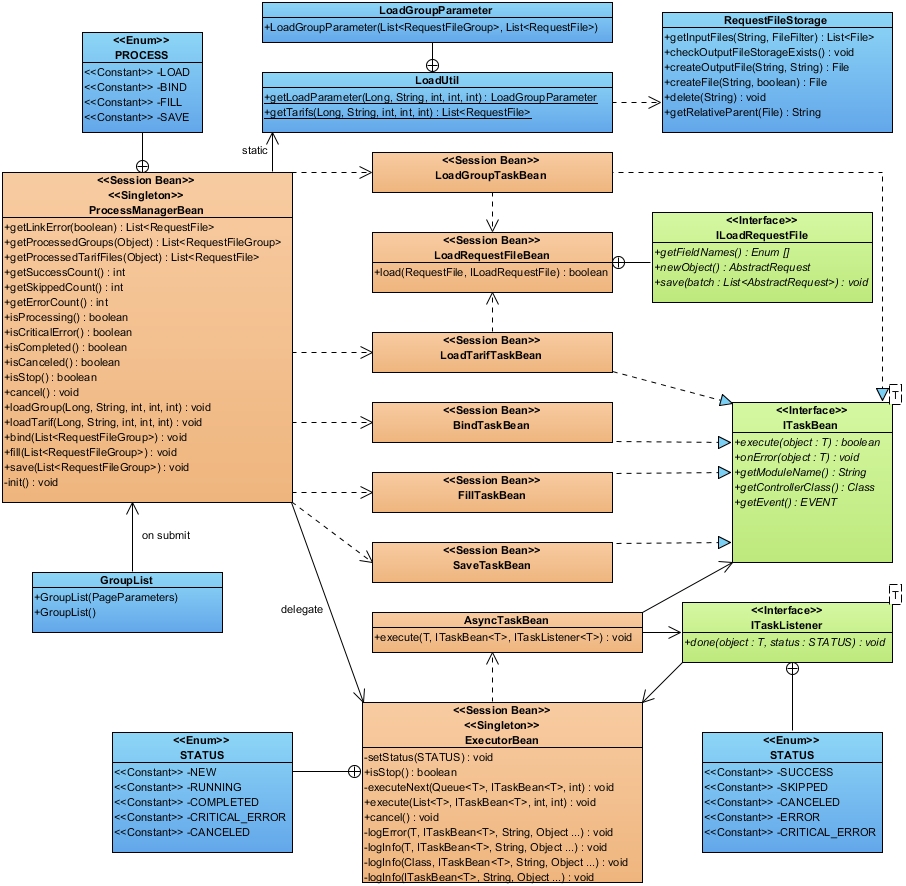 LoadGroupParameter
+LoadGroupParameter(List<RequestFileGroup>, List<RequestFile>)
RequestFileStorage
+getInputFiles(String, FileFilter) : List<File>
+checkOutputFileStorageExists() : void
+createOutputFile(String, String) : File
+createFile(String, boolean) : File
+delete(String) : void
+getRelativeParent(File) : String
<<Enum>>
PROCESS
<<Constant>> -LOAD
<<Constant>> -BIND
<<Constant>> -FILL
<<Constant>> -SAVE
LoadUtil
+getLoadParameter(Long, String, int, int, int) : LoadGroupParameter
+getTarifs(Long, String, int, int, int) : List<RequestFile>
static
<<Session Bean>>
<<Singleton>>
ProcessManagerBean
+getLinkError(boolean) : List<RequestFile>
+getProcessedGroups(Object) : List<RequestFileGroup>
+getProcessedTarifFiles(Object) : List<RequestFile>
+getSuccessCount() : int
+getSkippedCount() : int
+getErrorCount() : int
+isProcessing() : boolean
+isCriticalError() : boolean
+isCompleted() : boolean
+isCanceled() : boolean
+isStop() : boolean
+cancel() : void
+loadGroup(Long, String, int, int, int) : void
+loadTarif(Long, String, int, int, int) : void
+bind(List<RequestFileGroup>) : void
+fill(List<RequestFileGroup>) : void
+save(List<RequestFileGroup>) : void
-init() : void
<<Session Bean>>
LoadGroupTaskBean
<<Session Bean>>
LoadRequestFileBean
+load(RequestFile, ILoadRequestFile) : boolean
<<Interface>>
ILoadRequestFile
+getFieldNames() : Enum []
+newObject() : AbstractRequest
+save(batch : List<AbstractRequest>) : void
<<Session Bean>>
LoadTarifTaskBean
<<Session Bean>>
BindTaskBean
<<Session Bean>>
FillTaskBean
<<Session Bean>>
SaveTaskBean
T
<<Interface>>
ITaskBean
+execute(object : T) : boolean
+onError(object : T) : void
+getModuleName() : String
+getControllerClass() : Class
+getEvent() : EVENT
on submit
GroupList
+GroupList(PageParameters)
+GroupList()
delegate
AsyncTaskBean
+execute(T, ITaskBean<T>, ITaskListener<T>) : void
T
<<Interface>>
ITaskListener
+done(object : T, status : STATUS) : void
<<Enum>>
STATUS
<<Constant>> -NEW
<<Constant>> -RUNNING
<<Constant>> -COMPLETED
<<Constant>> -CRITICAL_ERROR
<<Constant>> -CANCELED
<<Session Bean>>
<<Singleton>>
ExecutorBean
-setStatus(STATUS) : void
+isStop() : boolean
-executeNext(Queue<T>, ITaskBean<T>, int) : void
+execute(List<T>, ITaskBean<T>, int, int) : void
+cancel() : void
-logError(T, ITaskBean<T>, String, Object ...) : void
-logInfo(T, ITaskBean<T>, String, Object ...) : void
-logInfo(Class, ITaskBean<T>, String, Object ...) : void
-logInfo(ITaskBean<T>, String, Object ...) : void
<<Enum>>
STATUS
<<Constant>> -SUCCESS
<<Constant>> -SKIPPED
<<Constant>> -CANCELED
<<Constant>> -ERROR
<<Constant>> -CRITICAL_ERROR